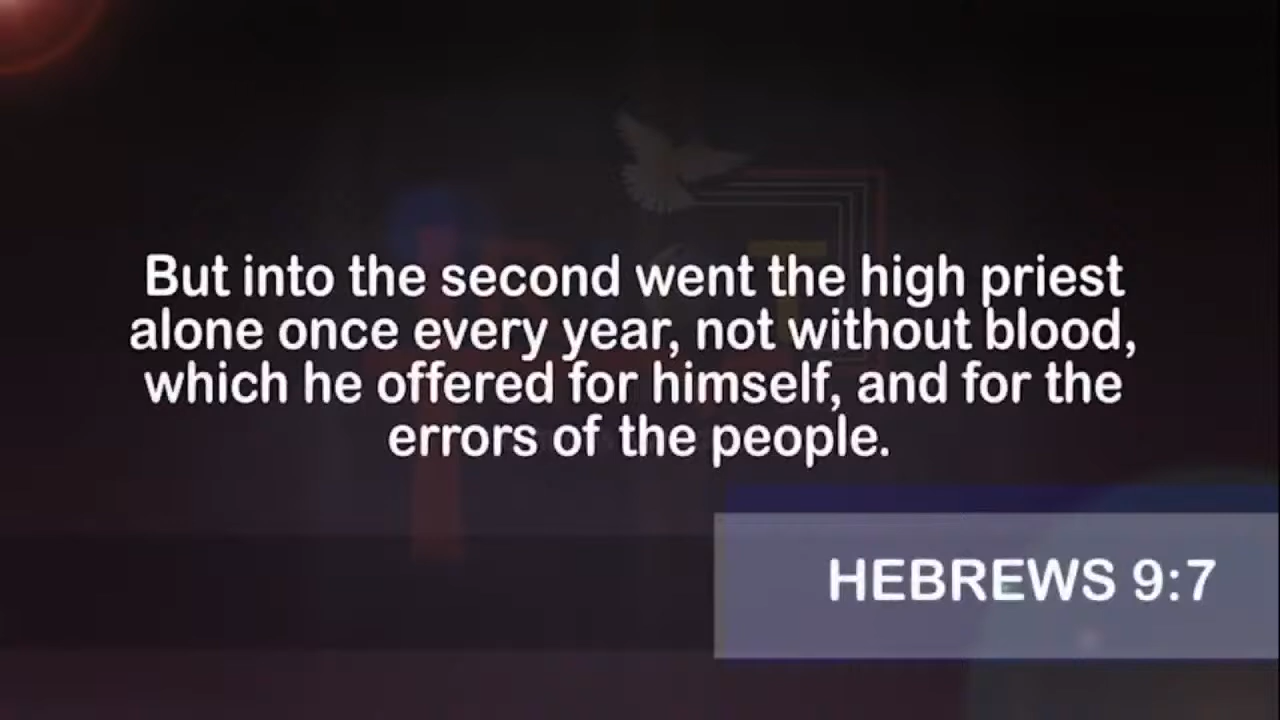 But into the second went the high priest
alone once every year, not without blood,
which he offered for himself, and for the
errors of the people.
HEBREWS 9:7